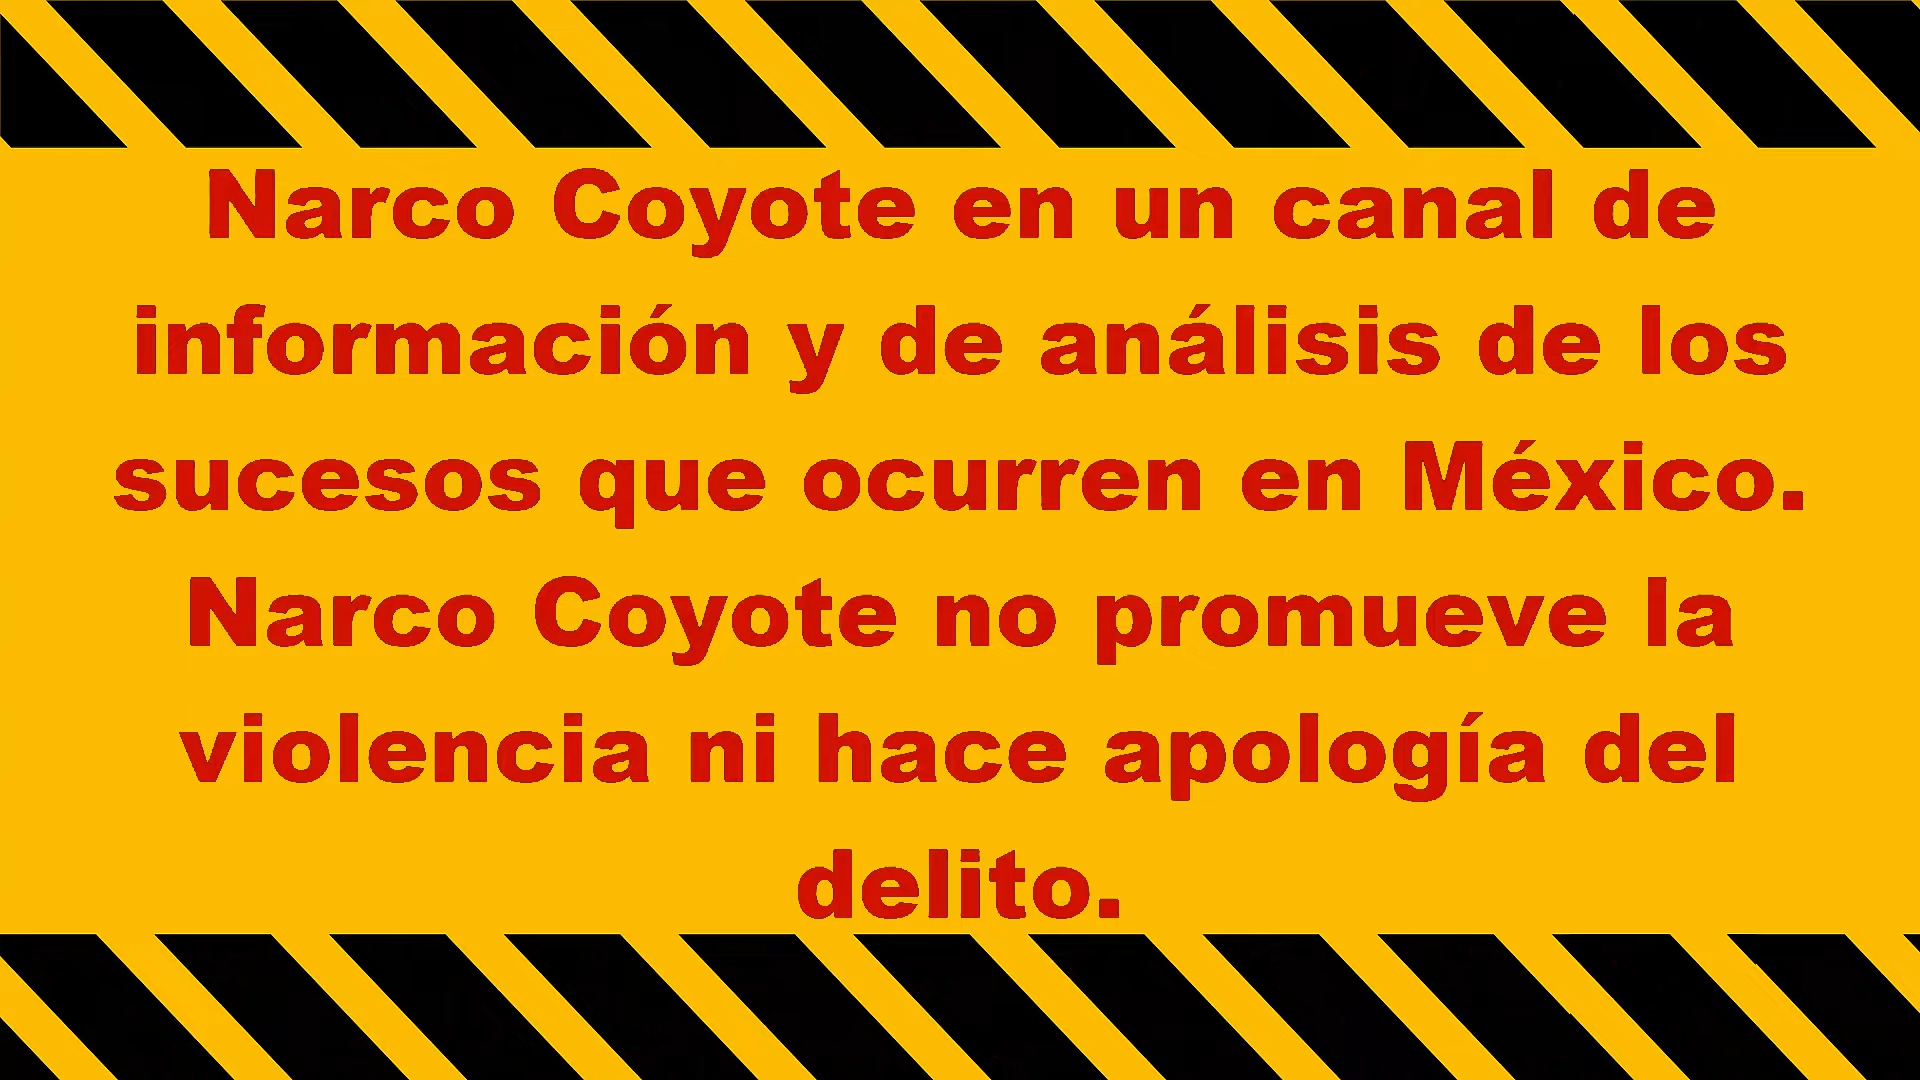 Narco Coyote en un canal de
información y de análisis de los
sucesos que ocurren en México.
Narco Coyote no promueve la
violencia ni hace apología del
delito.